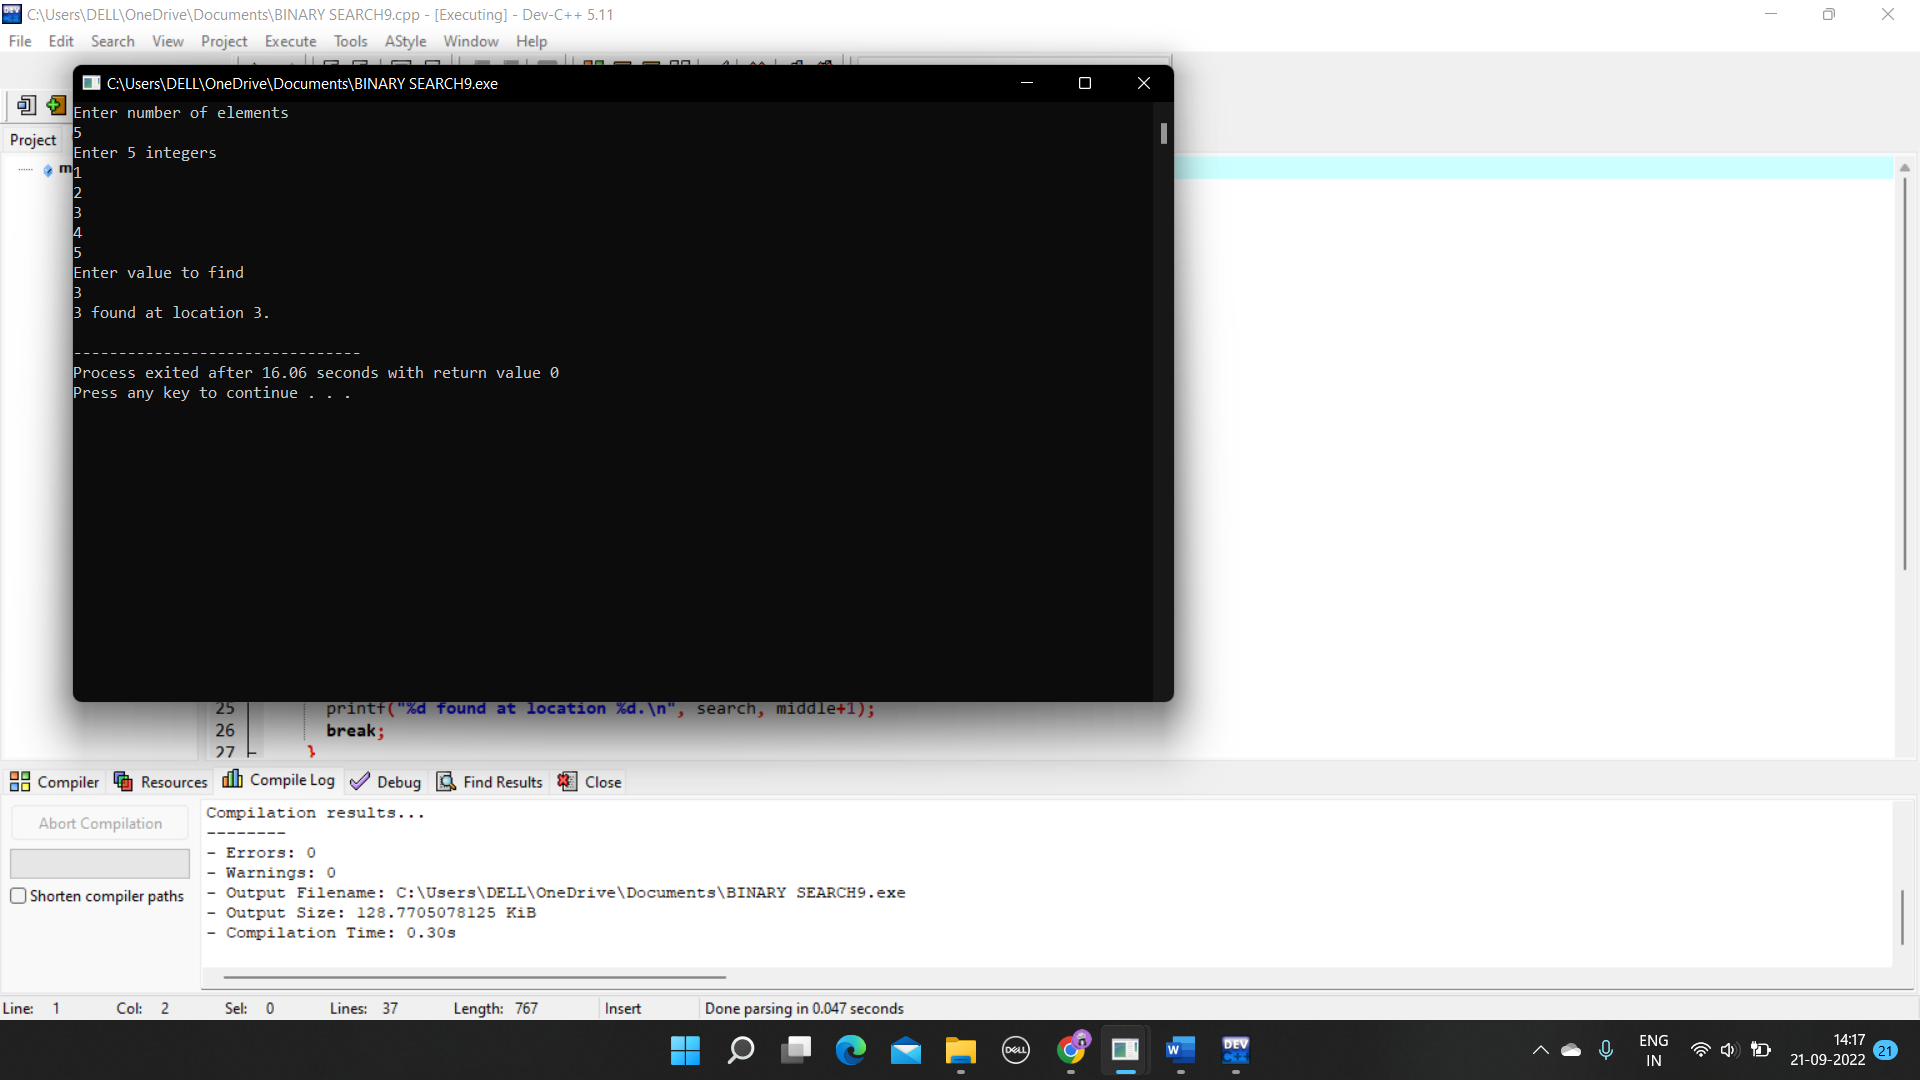 C:\Users\DELL\OneDrive\Documents\BINARY SEARCH9.cpp - [Executing] - Dev-C++ 5.11
File Edit Search View Project Execute Tools AStyle Window Help
C:\Users\DELL\OneDrive\Documents\BINARY SEARCH9.exe
Project
Enter number of elements
5
Enter 5 integers
1
2
3
4
5
Enter value to find
3
3 found at location 3.
--------------------------------
Process exited after 16.06 seconds with return value 0
Press any key to continue . . .
25 printf("%d found at location %d.\n", search, middle+1);
26 break;
27 }
Compiler Resources Compile Log Debug Find Results Close
Abort Compilation
Shorten compiler paths
Compilation results...
--------
- Errors: 0
- Warnings: 0
- Output Filename: C:\Users\DELL\OneDrive\Documents\BINARY SEARCH9.exe
- Output Size: 128.7705078125 KiB
- Compilation Time: 0.30s
Line: 1 Col: 2 Sel: 0 Lines: 37 Length: 767 Insert Done parsing in 0.047 seconds
DELL
W
DEV
C++
ENG
IN
14:17
21-09-2022
21